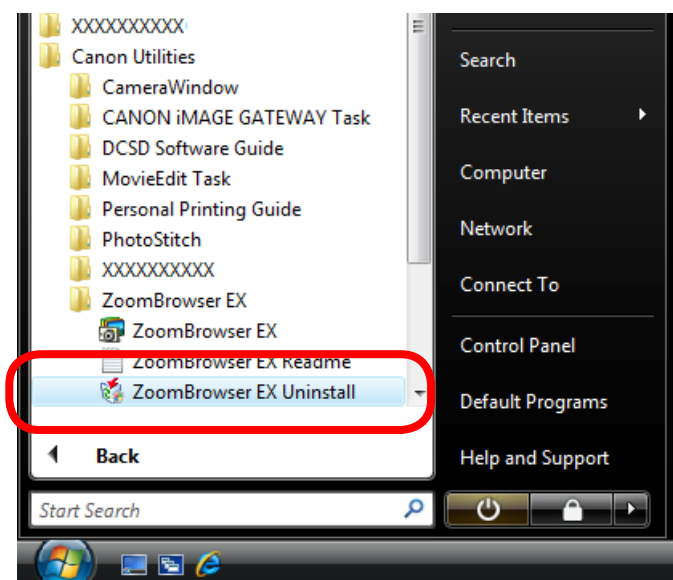 XXXXXXXXXX
Canon Utilities
CameraWindow
CANON iMAGE GATEWAY Task
DCSD Software Guide
MovieEdit Task
Personal Printing Guide
PhotoStitch
XXXXXXXXXX
ZoomBrowser EX
ZoomBrowser EX
ZoomBrowser EX Readme
ZoomBrowser EX Uninstall
Back
Start Search
Search
Recent Items
Computer
Network
Connect To
Control Panel
Default Programs
Help and Support